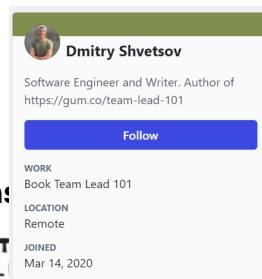 Dmitry Shvetsov
Software Engineer and Writer. Author of
https://gum.co/team-lead-101
Follow
WORK
Book Team Lead 101
LOCATION
Remote
JOINED
Mar 14, 2020